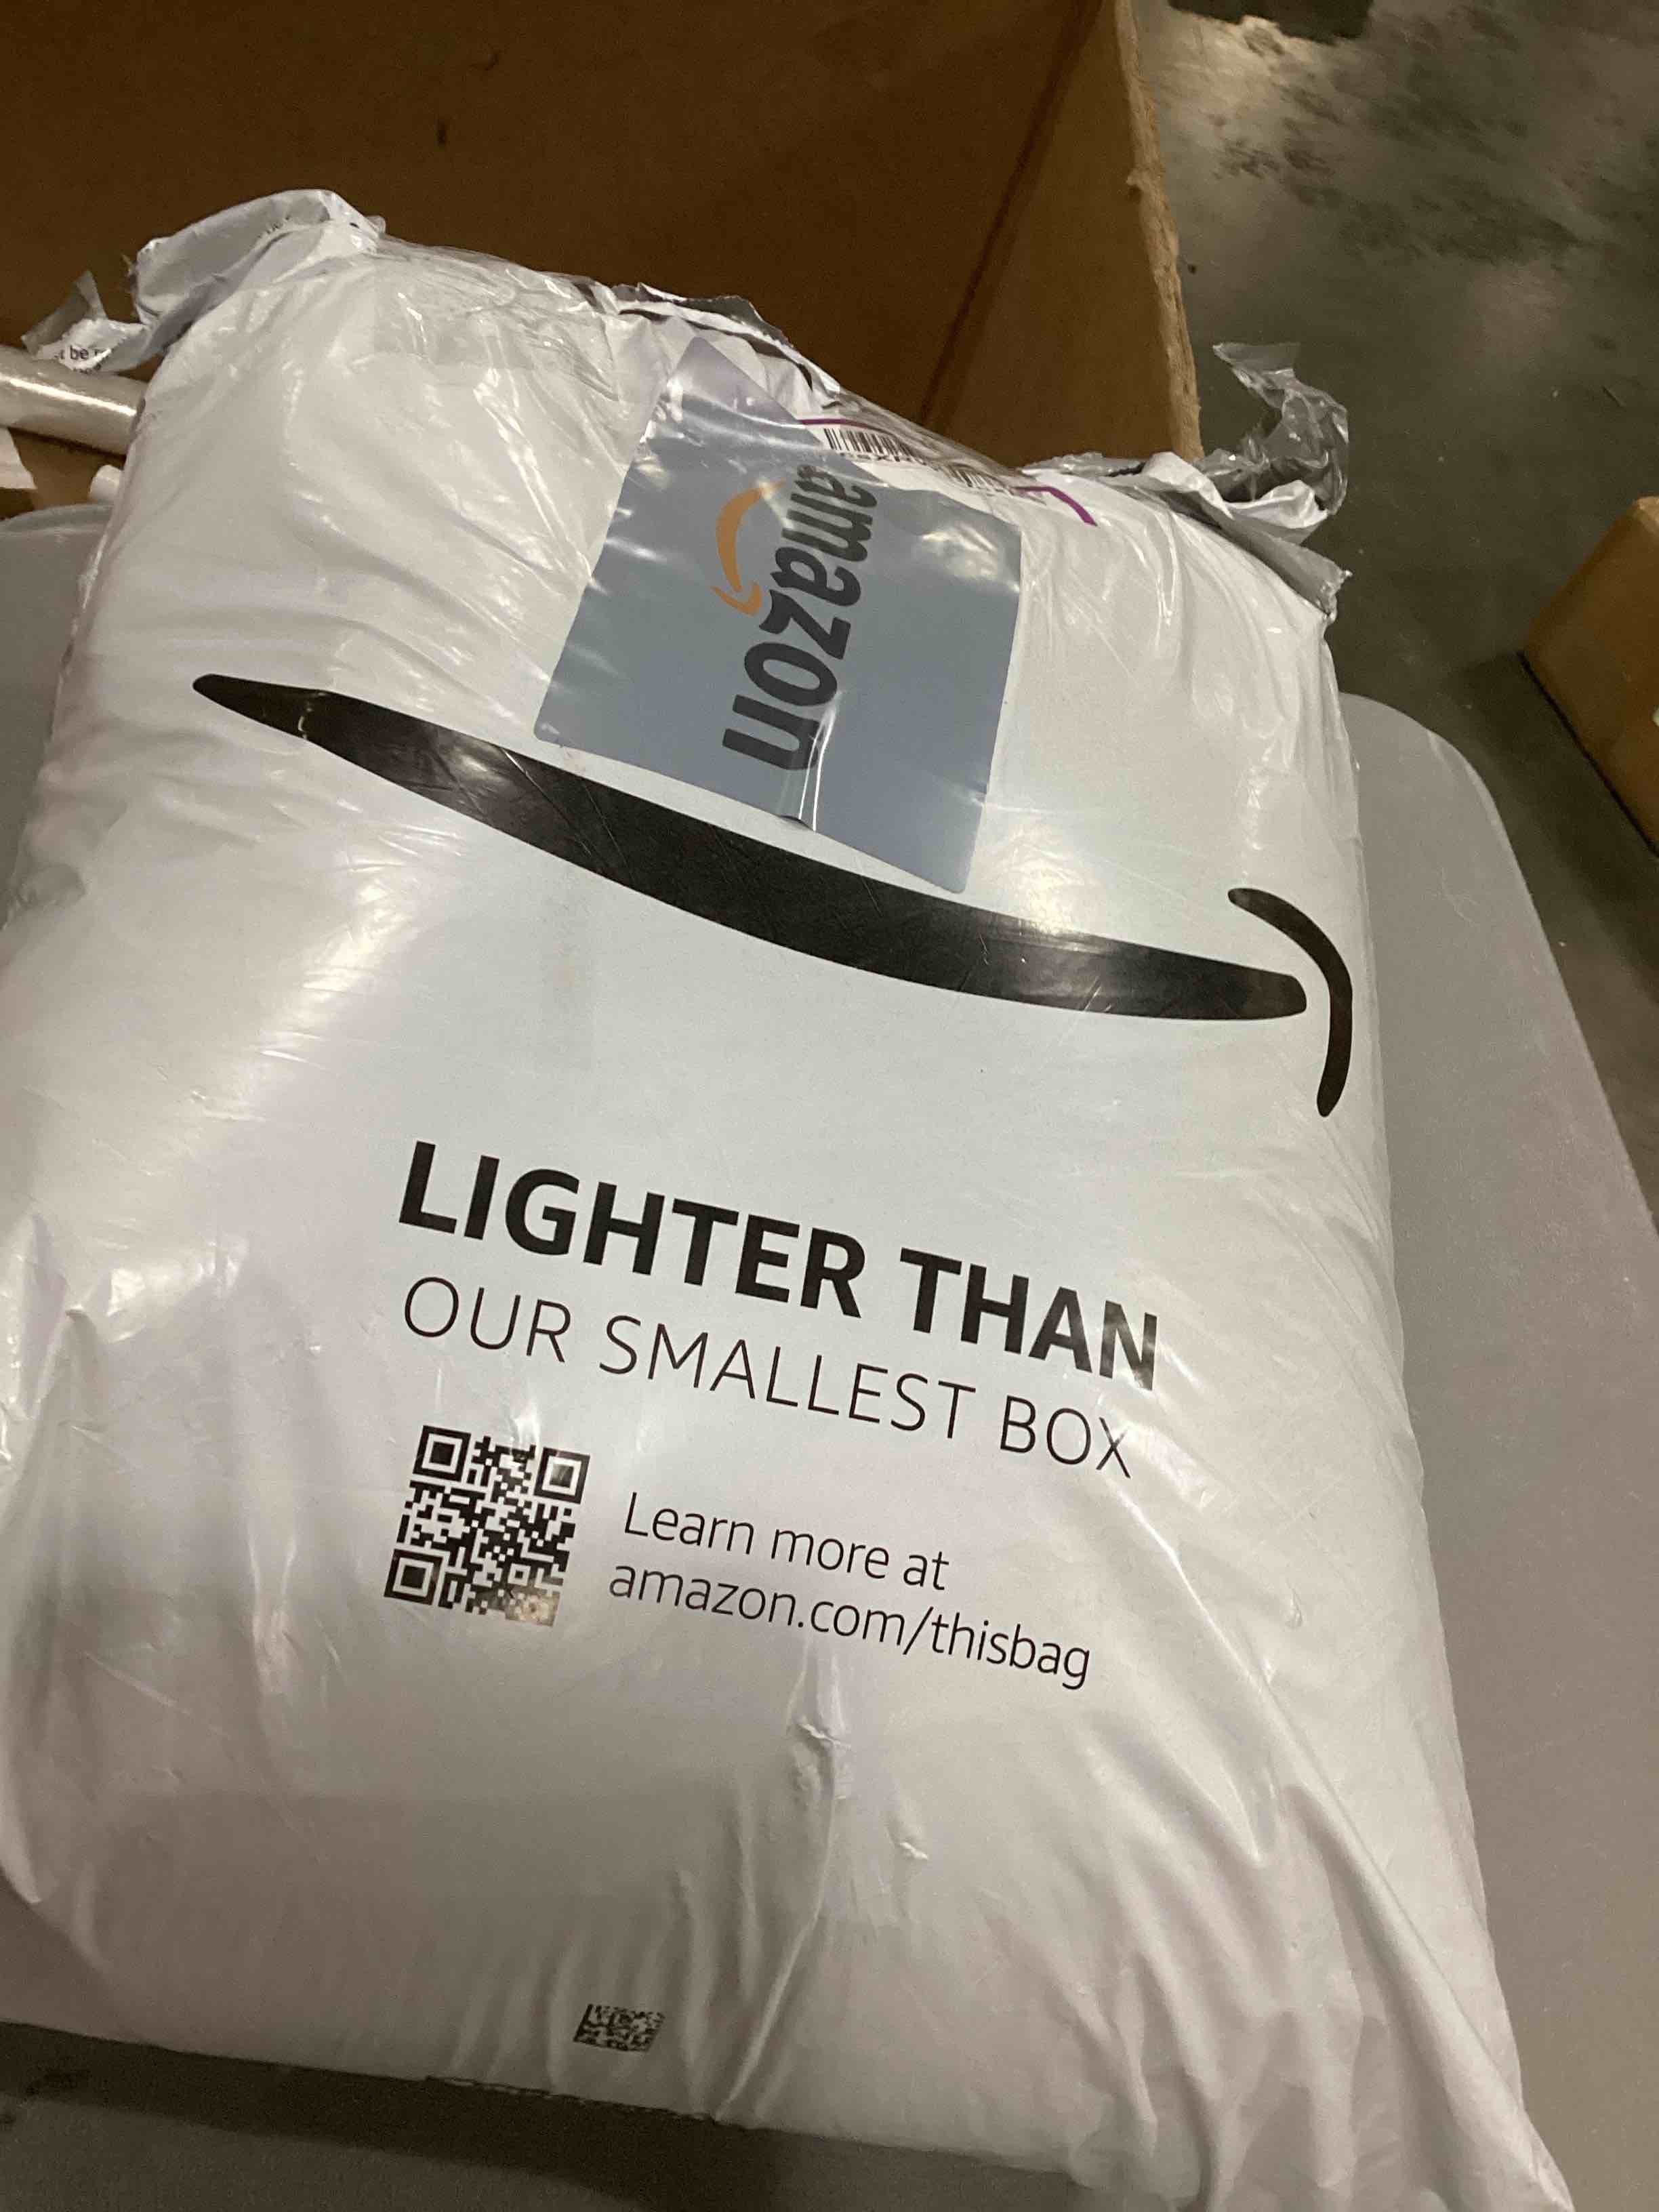 amazon
LIGHTER THAN
OUR SMALLEST BOX
Learn more at
amazon.com/thisbag